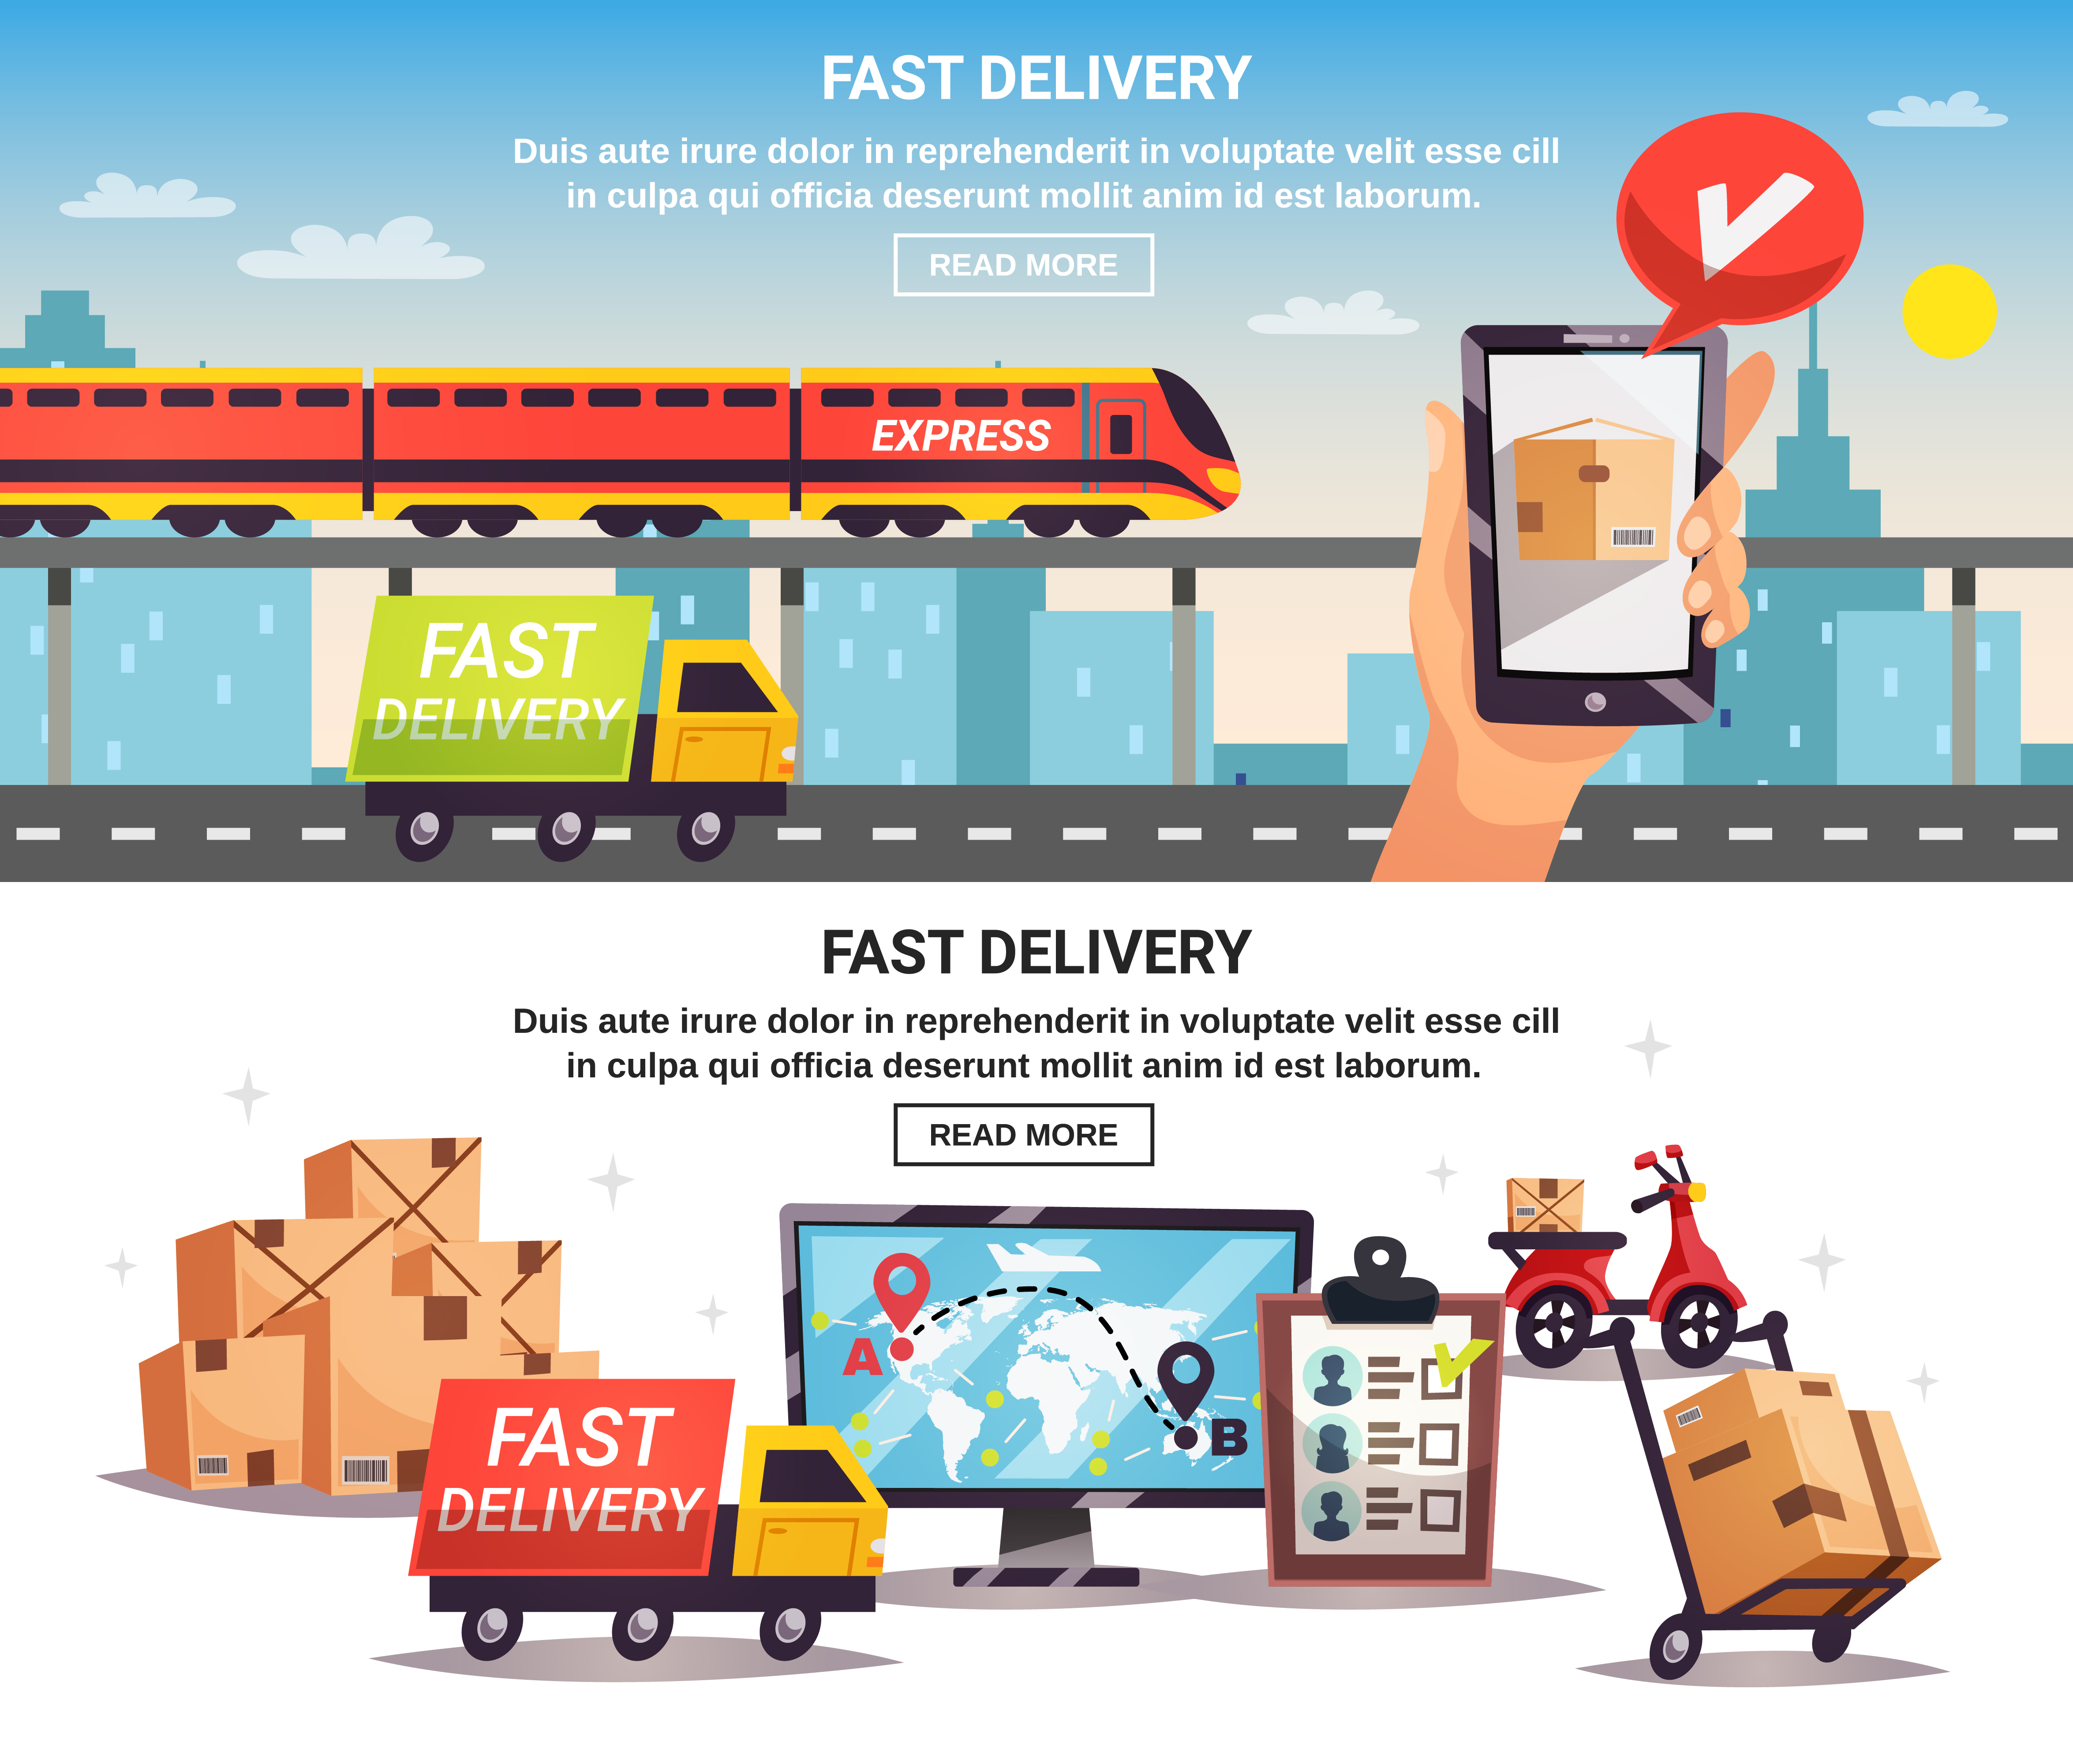 FAST DELIVERY
Duis aute irure dolor in reprehenderit in voluptate velit esse cill
in culpa qui officia deserunt mollit anim id est laborum.
READ MORE
EXPRESS
FAST
DELIVERY
FAST DELIVERY
Duis aute irure dolor in reprehenderit in voluptate velit esse cill
in culpa qui officia deserunt mollit anim id est laborum.
READ MORE
A
B
FAST
DELIVERY